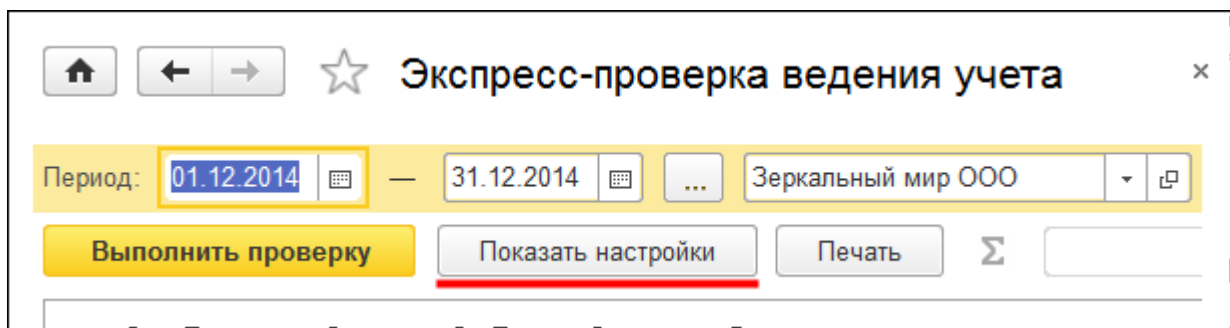 Экспресс-проверка ведения учета
Период: 01.12.2014 — 31.12.2014 ... Зеркальный мир ООО
Выполнить проверку Показать настройки Печать Σ